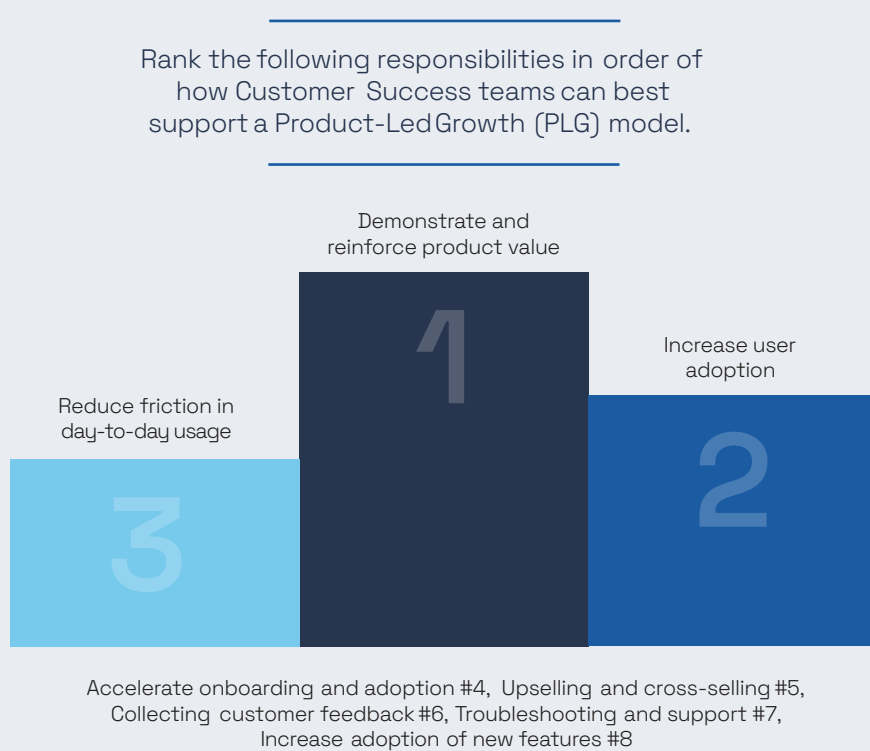 Rank the following responsibilities in order of
how Customer Success teams can best
support a Product-Led Growth (PLG) model.
Demonstrate and
reinforce product value
1
Increase user
adoption
2
Reduce friction in
day-to-day usage
3
Accelerate onboarding and adoption #4, Upselling and cross-selling #5,
Collecting customer feedback #6, Troubleshooting and support #7,
Increase adoption of new features #8